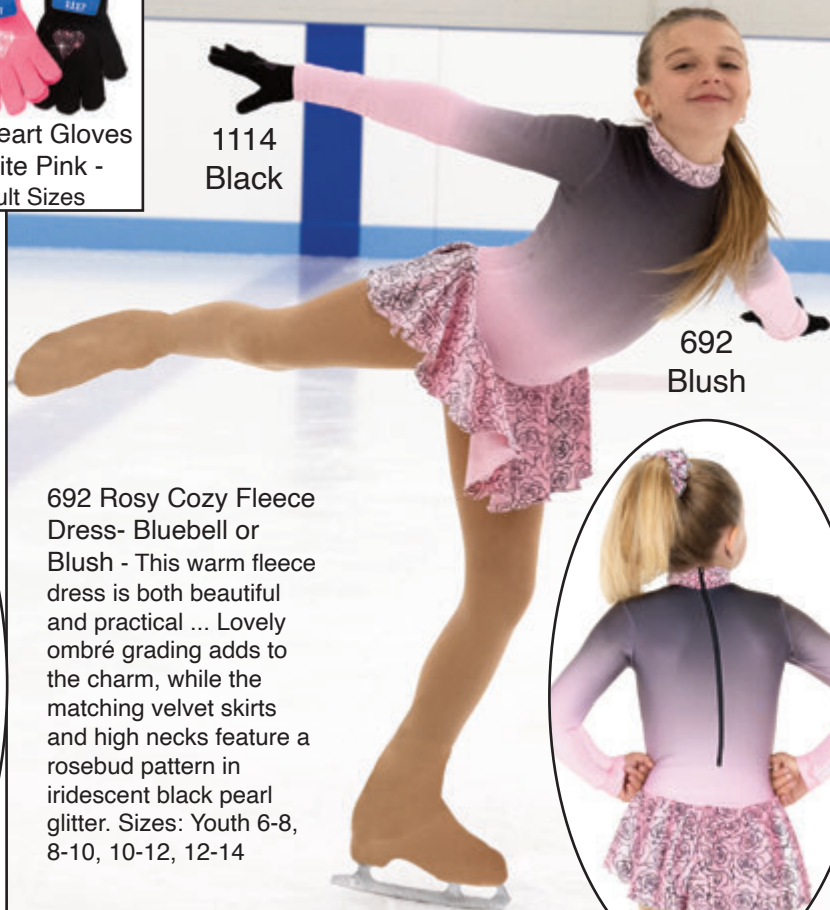 1117
eart Gloves
ite Pink -
ult Sizes
1114
Black
692
Blush
692 Rosy Cozy Fleece
Dress- Bluebell or
Blush - This warm fleece
dress is both beautiful
and practical ... Lovely
ombré grading adds to
the charm, while the
matching velvet skirts
and high necks feature a
rosebud pattern in
iridescent black pearl
glitter. Sizes: Youth 6-8,
8-10, 10-12, 12-14